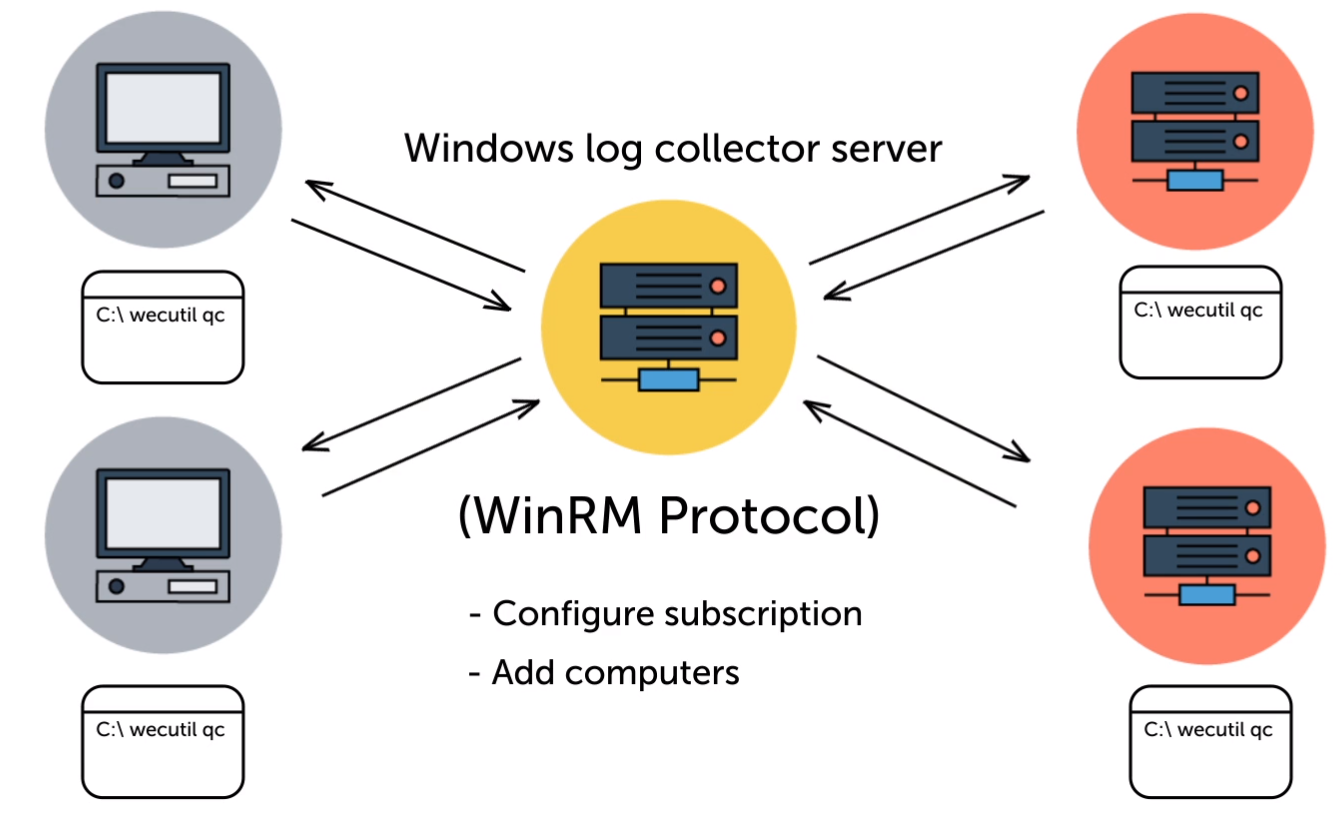 Windows log collector server
C:\ wecutil qc
C:\ wecutil qc
(WinRM Protocol)
- Configure subscription
- Add computers
C:\ wecutil qc
C:\ wecutil qc